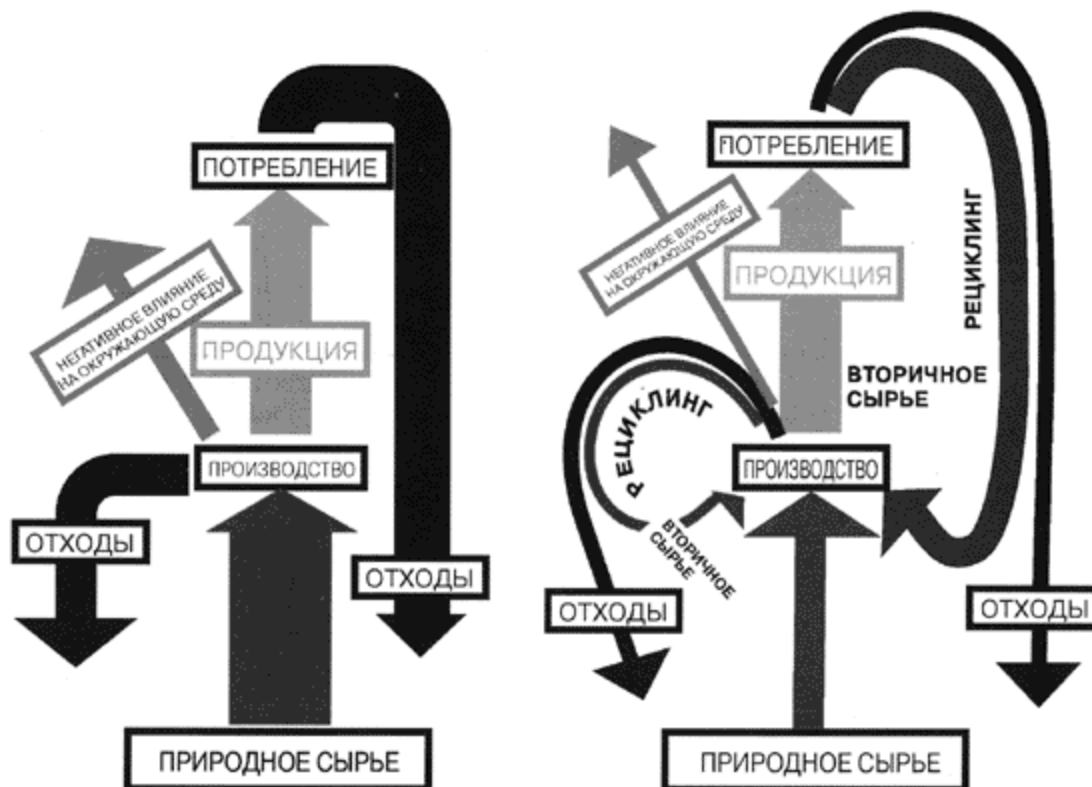 ПОТРЕБЛЕНИЕ
НЕГАТИВНОЕ ВЛИЯНИЕ
НА ОКРУЖАЮЩУЮ СРЕДУ
ПРОДУКЦИЯ
ПРОИЗВОДСТВО
ОТХОДЫ
ОТХОДЫ
ПРИРОДНОЕ СЫРЬЕ
ПОТРЕБЛЕНИЕ
НЕГАТИВНОЕ ВЛИЯНИЕ
НА ОКРУЖАЮЩУЮ СРЕДУ
ПРОДУКЦИЯ
РЕЦИКЛИНГ
ВТОРИЧНОЕ
СЫРЬЕ
РЕЦИКЛИНГ
ПРОИЗВОДСТВО
ВТОРИЧНОЕ
СЫРЬЕ
ОТХОДЫ
ОТХОДЫ
ПРИРОДНОЕ СЫРЬЕ